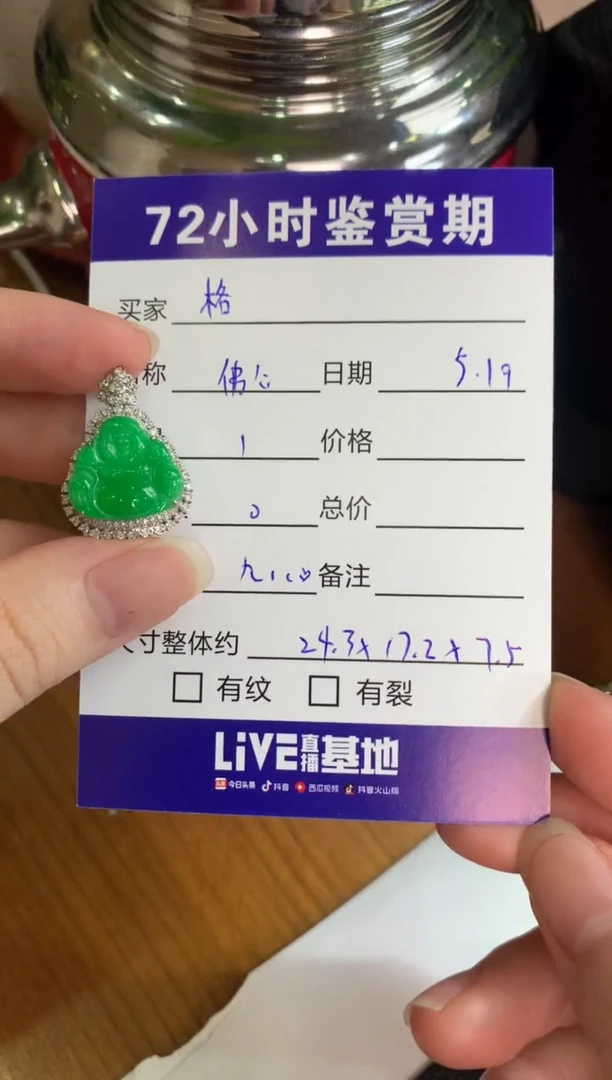 72小时鉴赏期
买家 格
称 佛公 日期 5.19
1 价格
0 总价
备注
寸整体约 24.3x17.2x7.5
□ 有纹 □ 有裂
LiVE直播基地
今日头条 抖音 西瓜视频 抖音火山版